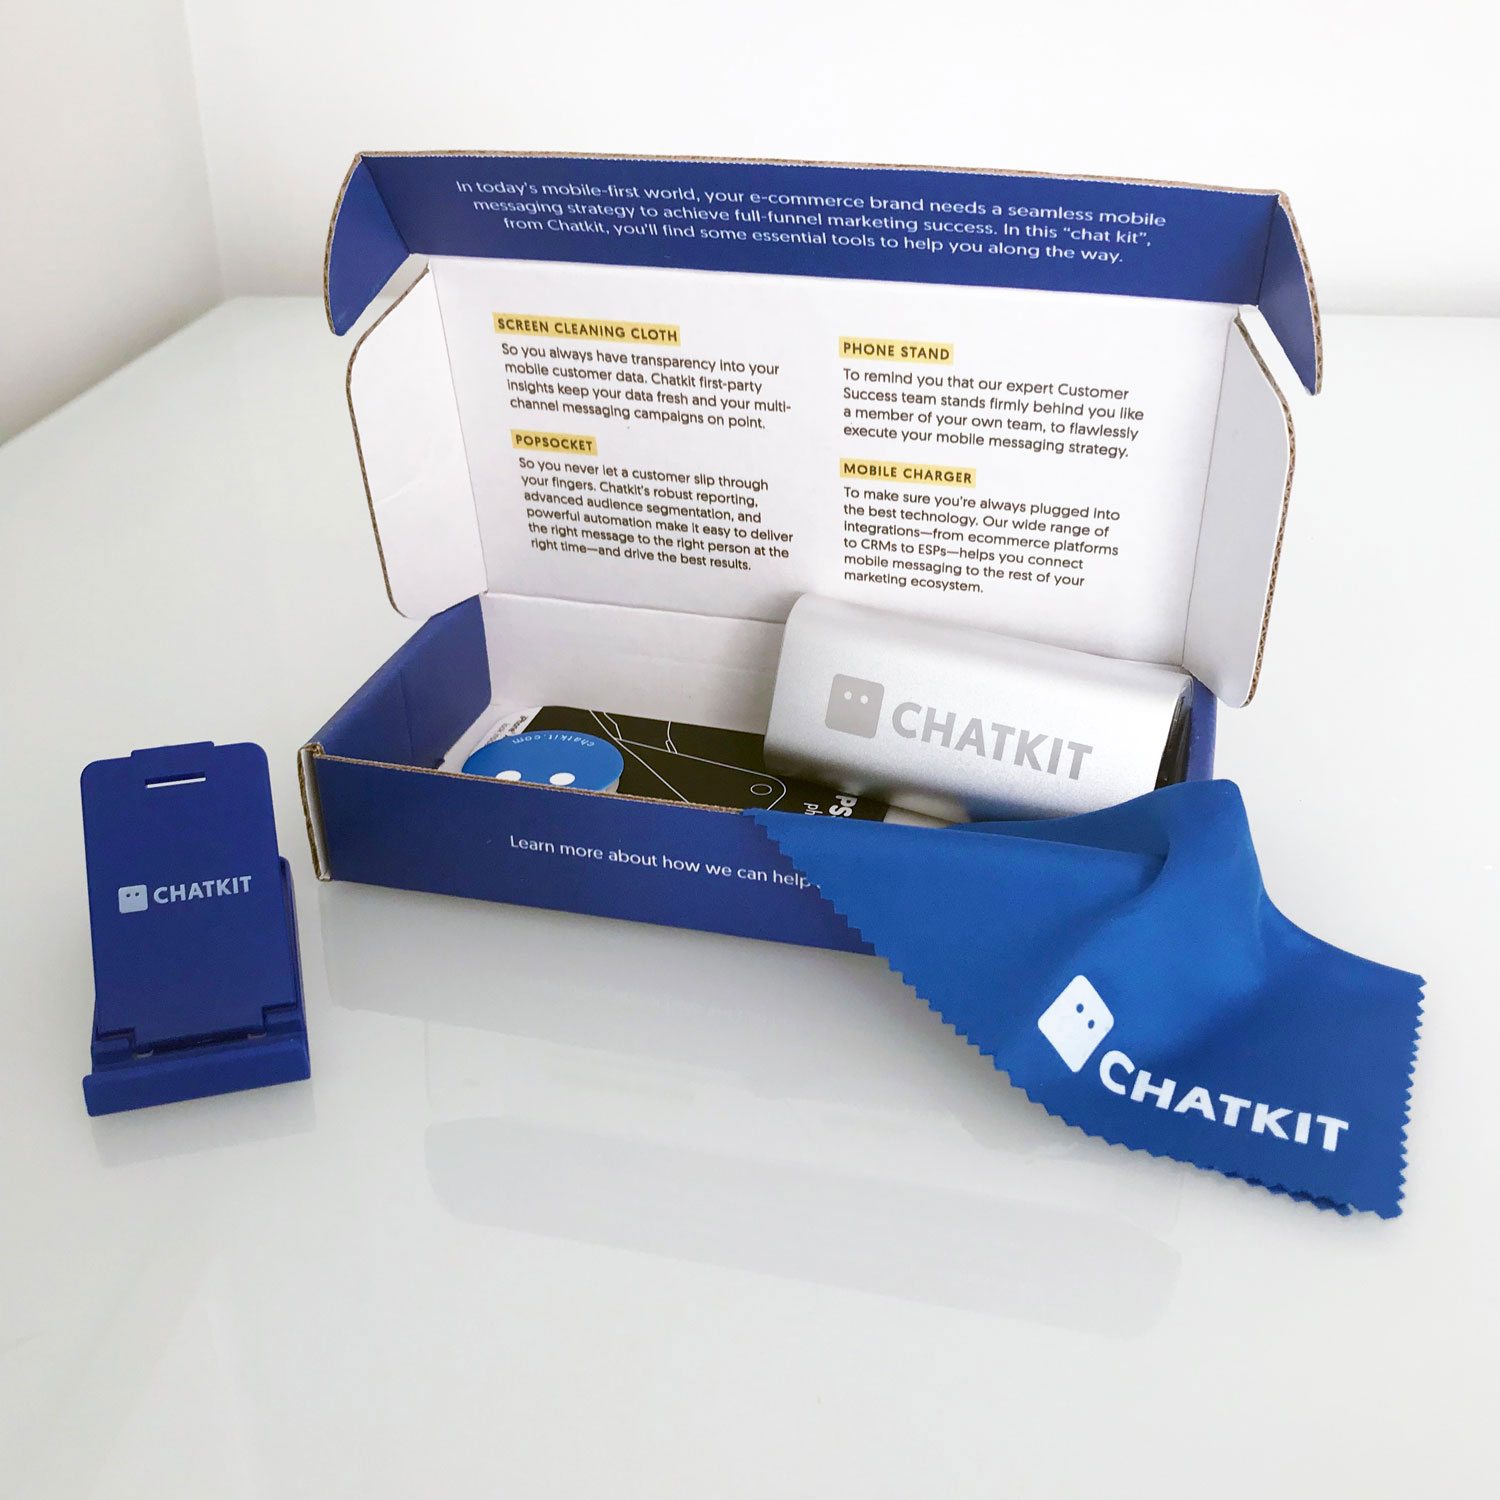 In today's mobile-first world, your e-commerce brand needs a seamless mobile
messaging strategy to achieve full-funnel marketing success. In this "chat kit",
from Chatkit, you'll find some essential tools to help you along the way.
SCREEN CLEANING CLOTH
So you always have transparency into your
mobile customer data. Chatkit first-party
insights keep your data fresh and your multi-
channel messaging campaigns on point.
POPSOCKET
So you never let a customer slip through
your fingers. Chatkit's robust reporting,
advanced audience segmentation, and
powerful automation make it easy to deliver
the right message to the right person at the
right time—and drive the best results.
PHONE STAND
To remind you that our expert Customer
Success team stands firmly behind you like
a member of your own team, to flawlessly
execute your mobile messaging strategy.
MOBILE CHARGER
To make sure you're always plugged into
the best technology. Our wide range of
integrations—from ecommerce platforms
to CRMs to ESPs—helps you connect
mobile messaging to the rest of your
marketing ecosystem.
CHATKIT
chatkit.com
Learn more about how we can help
CHATKIT
CHATKIT